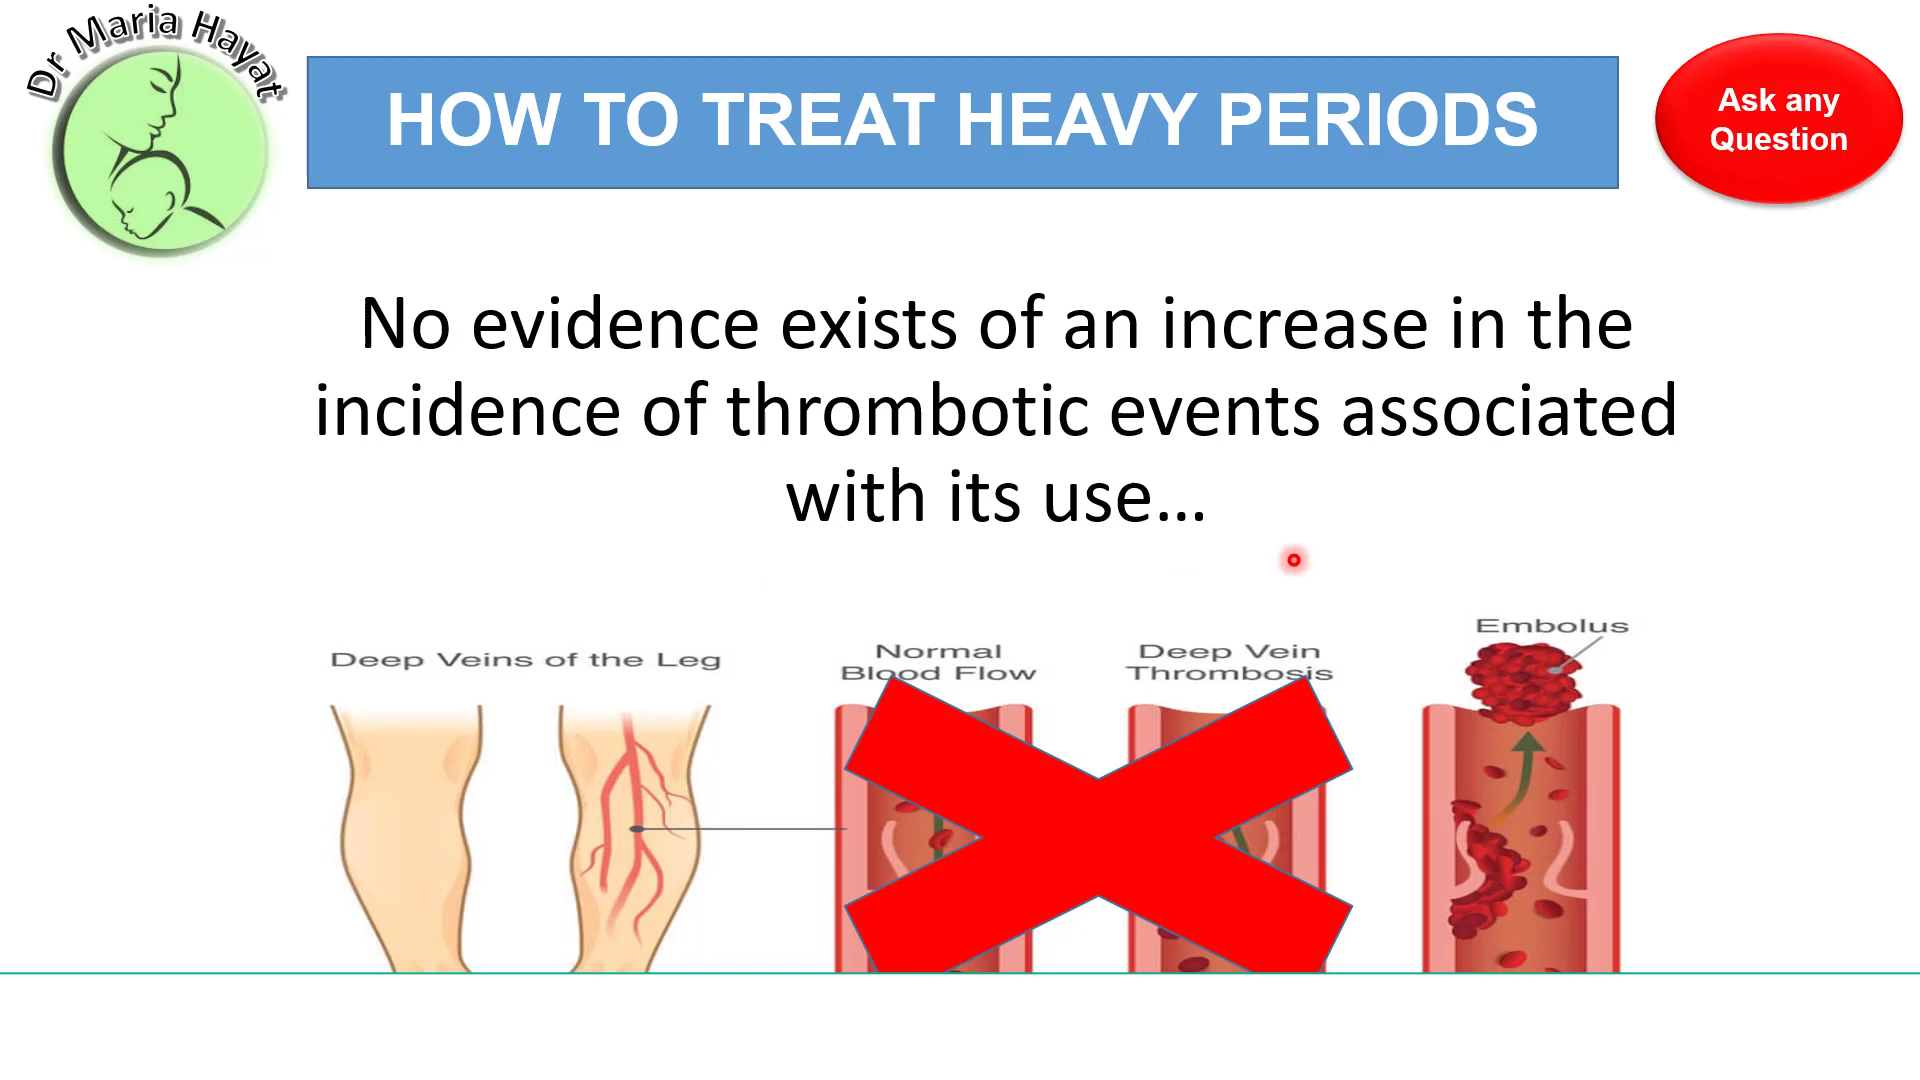 Dr Maria Hayat
HOW TO TREAT HEAVY PERIODS
Ask any
Question
No evidence exists of an increase in the
incidence of thrombotic events associated
with its use...
Deep Veins of the Leg
Normal
Blood Flow
Deep Vein
Thrombosis
Embolus